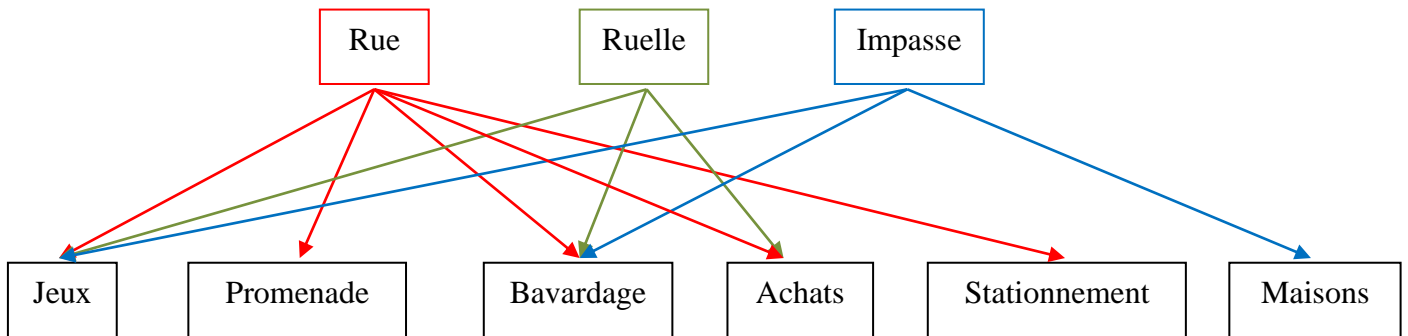 Rue Ruelle Impasse
Jeux Promenade Bavardage Achats Stationnement Maisons